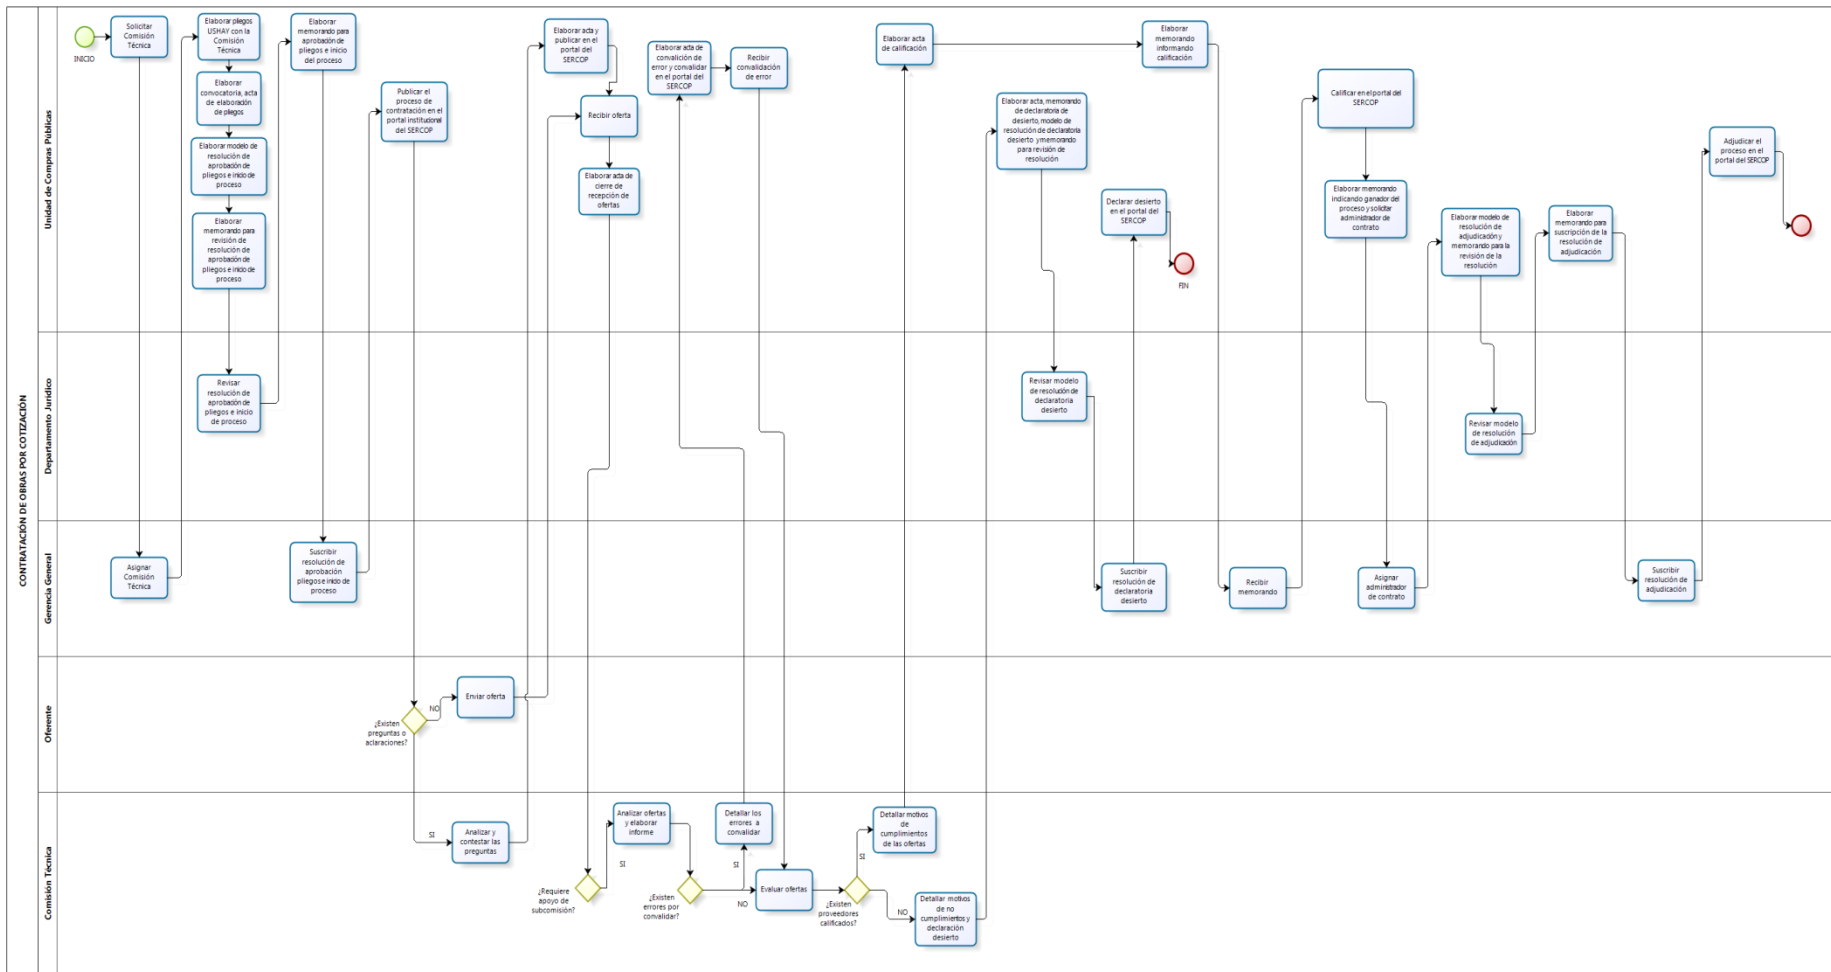 CONTRATACIÓN DE OBRAS POR COTIZACIÓN
Unidad de Compras Públicas
INICIO
Solicitar
Comisión
Técnica
Elaborar pliegos
USHAY con la
Comisión
Técnica
Elaborar
convocatoria, acta
de elaboración
de pliegos
Elaborar modelo de
resolución de
aprobación de
pliegos e inicio de
proceso
Elaborar
memorando para
revisión de
resolución de
aprobación de
pliegos e inicio de
proceso
Elaborar
memorando para
aprobación de
pliegos e inicio
del proceso
Publicar el
proceso de
contratación en el
portal institucional
del SERCOP
Elaborar acta y
publicar en el
portal del
SERCOP
Recibir oferta
Elaborar acta de
cierre de
recepción de
ofertas
Elaborar acta de
convalición de
error y convalidar
en el portal del
SERCOP
Recibir
convalidación
de error
Elaborar acta
de calificación
Elaborar acta, memorando
de declaratoria de
desierto, modelo de
resolución de declaratoria
desierto y memorando
para revisión de
resolución
Declarar desierto
en el portal del
SERCOP
FIN
Elaborar
memorando
informando
calificación
Calificar en el portal del
SERCOP
Elaborar memorando
indicando ganador del
proceso y solicitar
administrador de
contrato
Elaborar modelo de
resolución de
adjudicación y
memorando para la
revisión de la
resolución
Elaborar
memorando para
suscripción de la
resolución de
adjudicación
Adjudicar el
proceso en el
portal del SERCOP
Departamento Jurídico
Revisar
resolución de
aprobación de
pliegos e inicio
de proceso
Revisar modelo
de resolución de
declaratoria
desierto
Revisar modelo
de resolución
de adjudicación
Gerencia General
Asignar
Comisión
Técnica
Suscribir
resolución de
aprobación
pliegos e inicio de
proceso
Suscribir
resolución de
declaratoria
desierto
Recibir
memorando
Asignar
administrador
de contrato
Suscribir
resolución de
adjudicación
Oferente
¿Existen
preguntas o
aclaraciones?
NO
Enviar oferta
Comisión Técnica
SI
Analizar y
contestar las
preguntas
¿Requiere
apoyo de
subcomisión?
SI
Analizar ofertas
y elaborar
informe
¿Existen
errores por
convalidar?
SI
NO
Detallar los
errores a
convalidar
Evaluar ofertas
¿Existen
proveedores
calificados?
SI
NO
Detallar motivos
de
cumplimientos
de las ofertas
Detallar motivos
de no
cumplimientos y
declaración
desierto